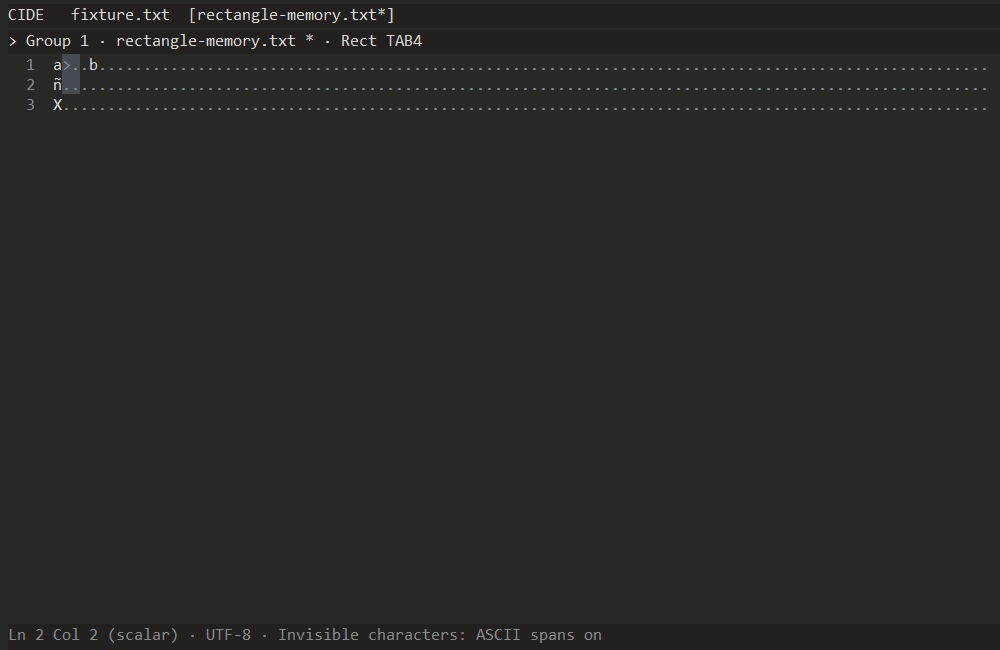 CIDE   fixture.txt  [rectangle-memory.txt*]
> Group 1 · rectangle-memory.txt * · Rect TAB4
1  a>..b...................................................................................................
2  ñ.......................................................................................................
3  X.......................................................................................................
Ln 2 Col 2 (scalar) · UTF-8 · Invisible characters: ASCII spans on